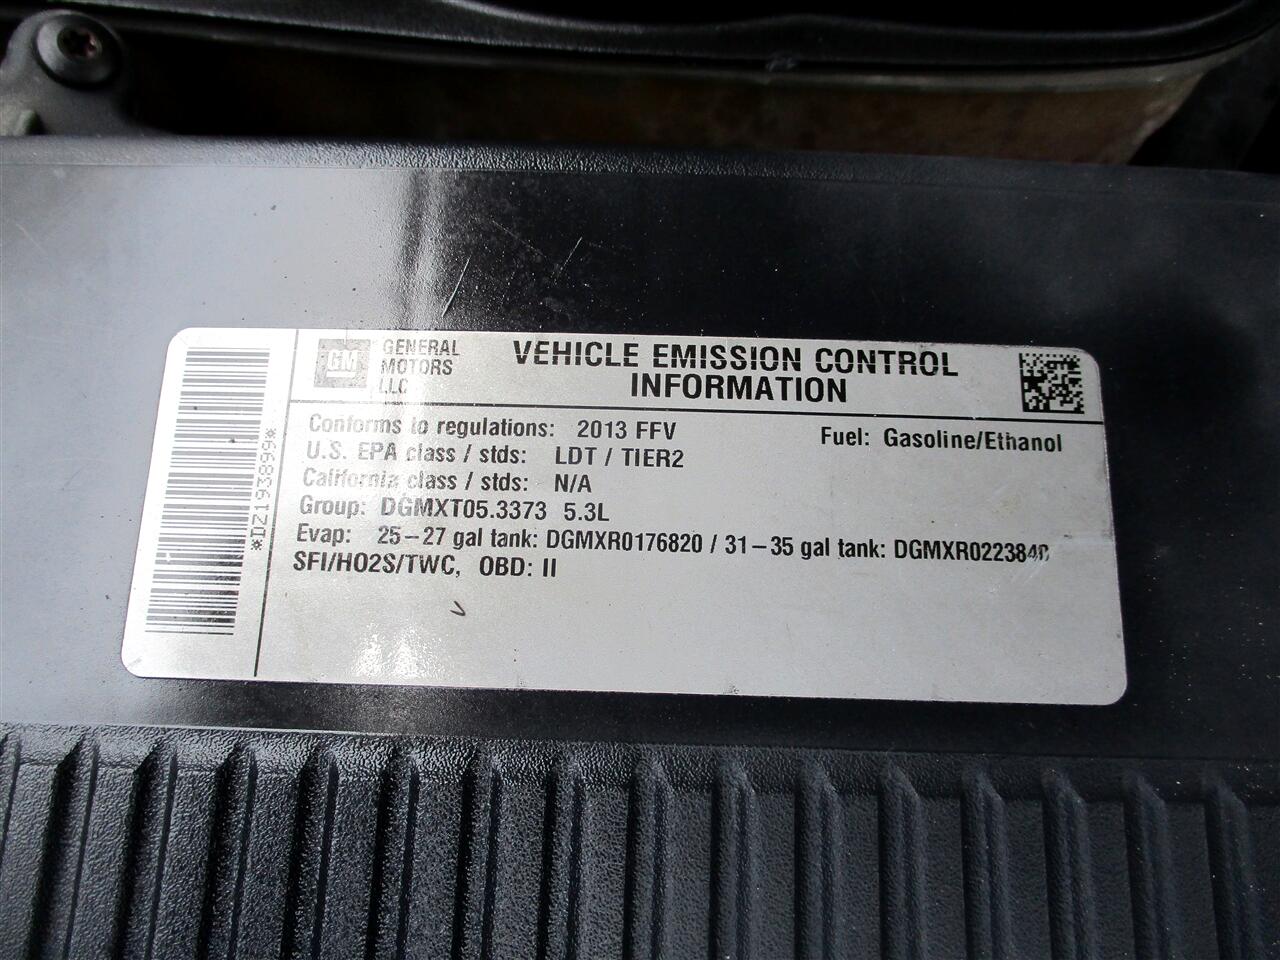 GM
GENERAL
MOTORS
LLC
VEHICLE EMISSION CONTROL
INFORMATION
Conforms to regulations: 2013 FFV
Fuel: Gasoline/Ethanol
U.S. EPA class / stds: LDT / TIER2
California class / stds: N/A
Group: DGMXT05.3373 5.3L
Evap: 25-27 gal tank: DGMXR0176820 / 31-35 gal tank: DGMXR0223840
SFI/HO2S/TWC, OBD: II
*DZ193899*